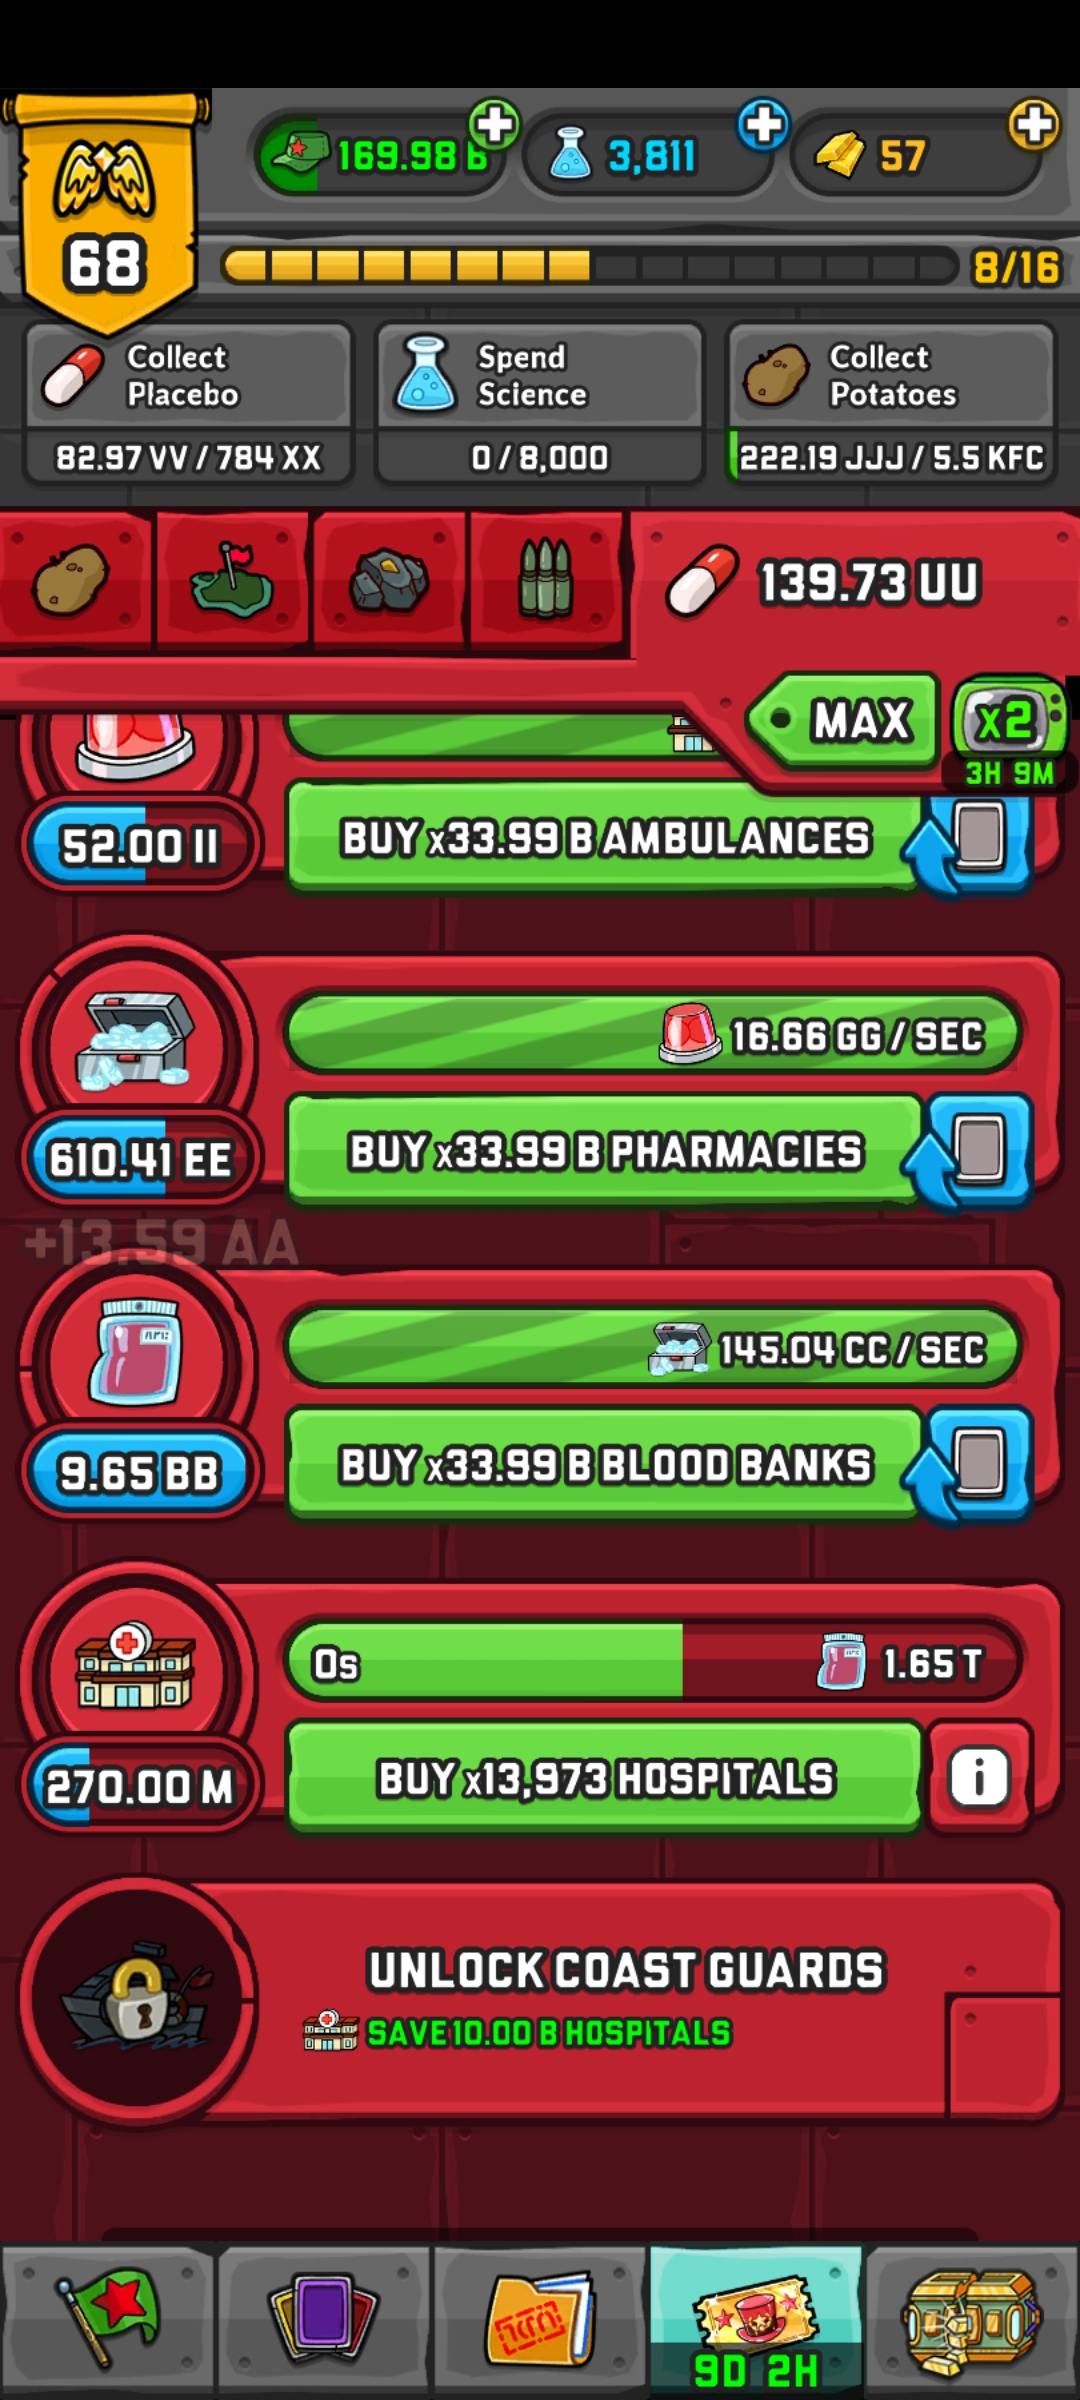 169.98 B
3,811
57
68
8/16
Collect
Placebo
82.97 VV / 784 XX
Spend
Science
0 / 8,000
Collect
Potatoes
222.19 JJJ / 5.5 KFC
139.73 UU
MAX
x2
3H 9M
52.00 II
BUY x33.99 B AMBULANCES
16.66 GG / SEC
610.41 EE
BUY x33.99 B PHARMACIES
+13.59 AA
145.04 CC / SEC
9.65 BB
BUY x33.99 B BLOOD BANKS
0s
1.65 T
270.00 M
BUY x13,973 HOSPITALS
i
UNLOCK COAST GUARDS
SAVE 10.00 B HOSPITALS
9D 2H